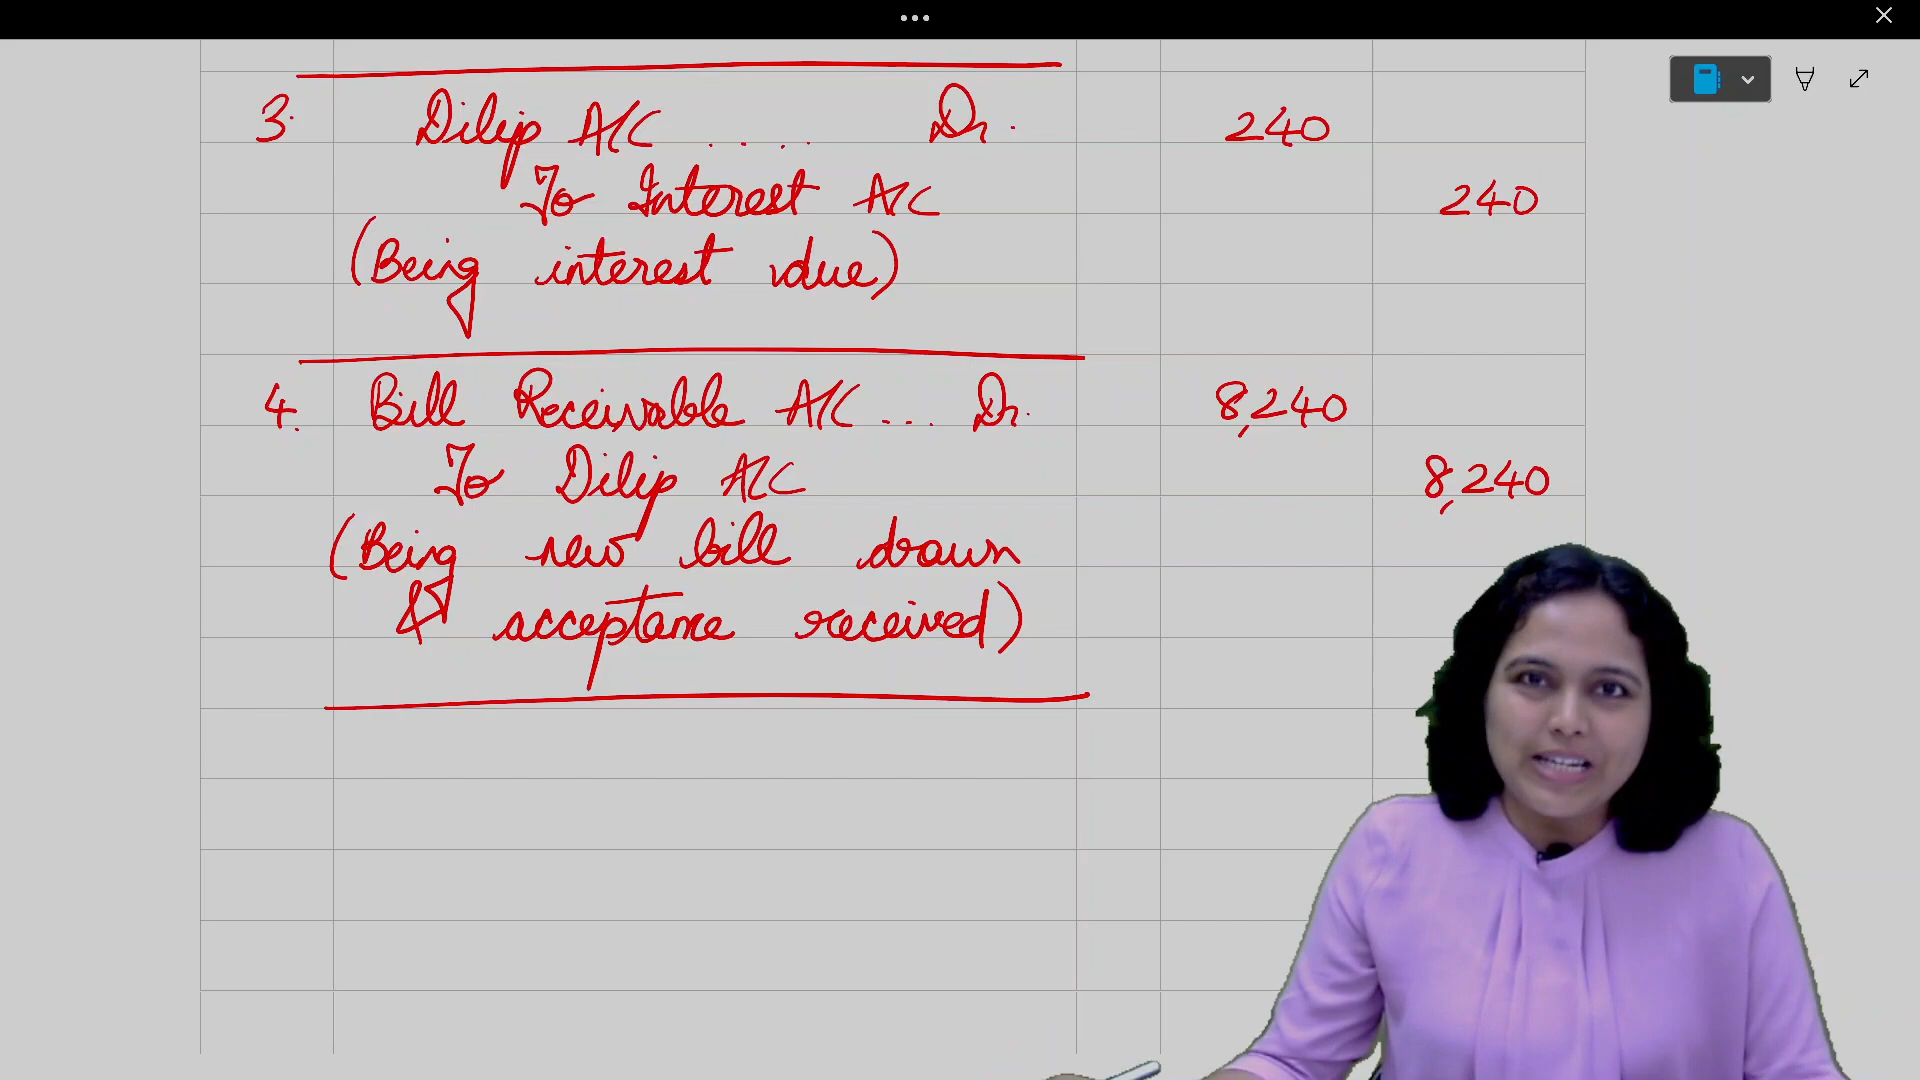 3. Dilip A/C ..... Dr. 240
To Interest A/C 240
(Being interest due)
4. Bill Receivable A/C ... Dr. 8,240
To Dilip A/C 8,240
(Being new bill drawn
& acceptance received)